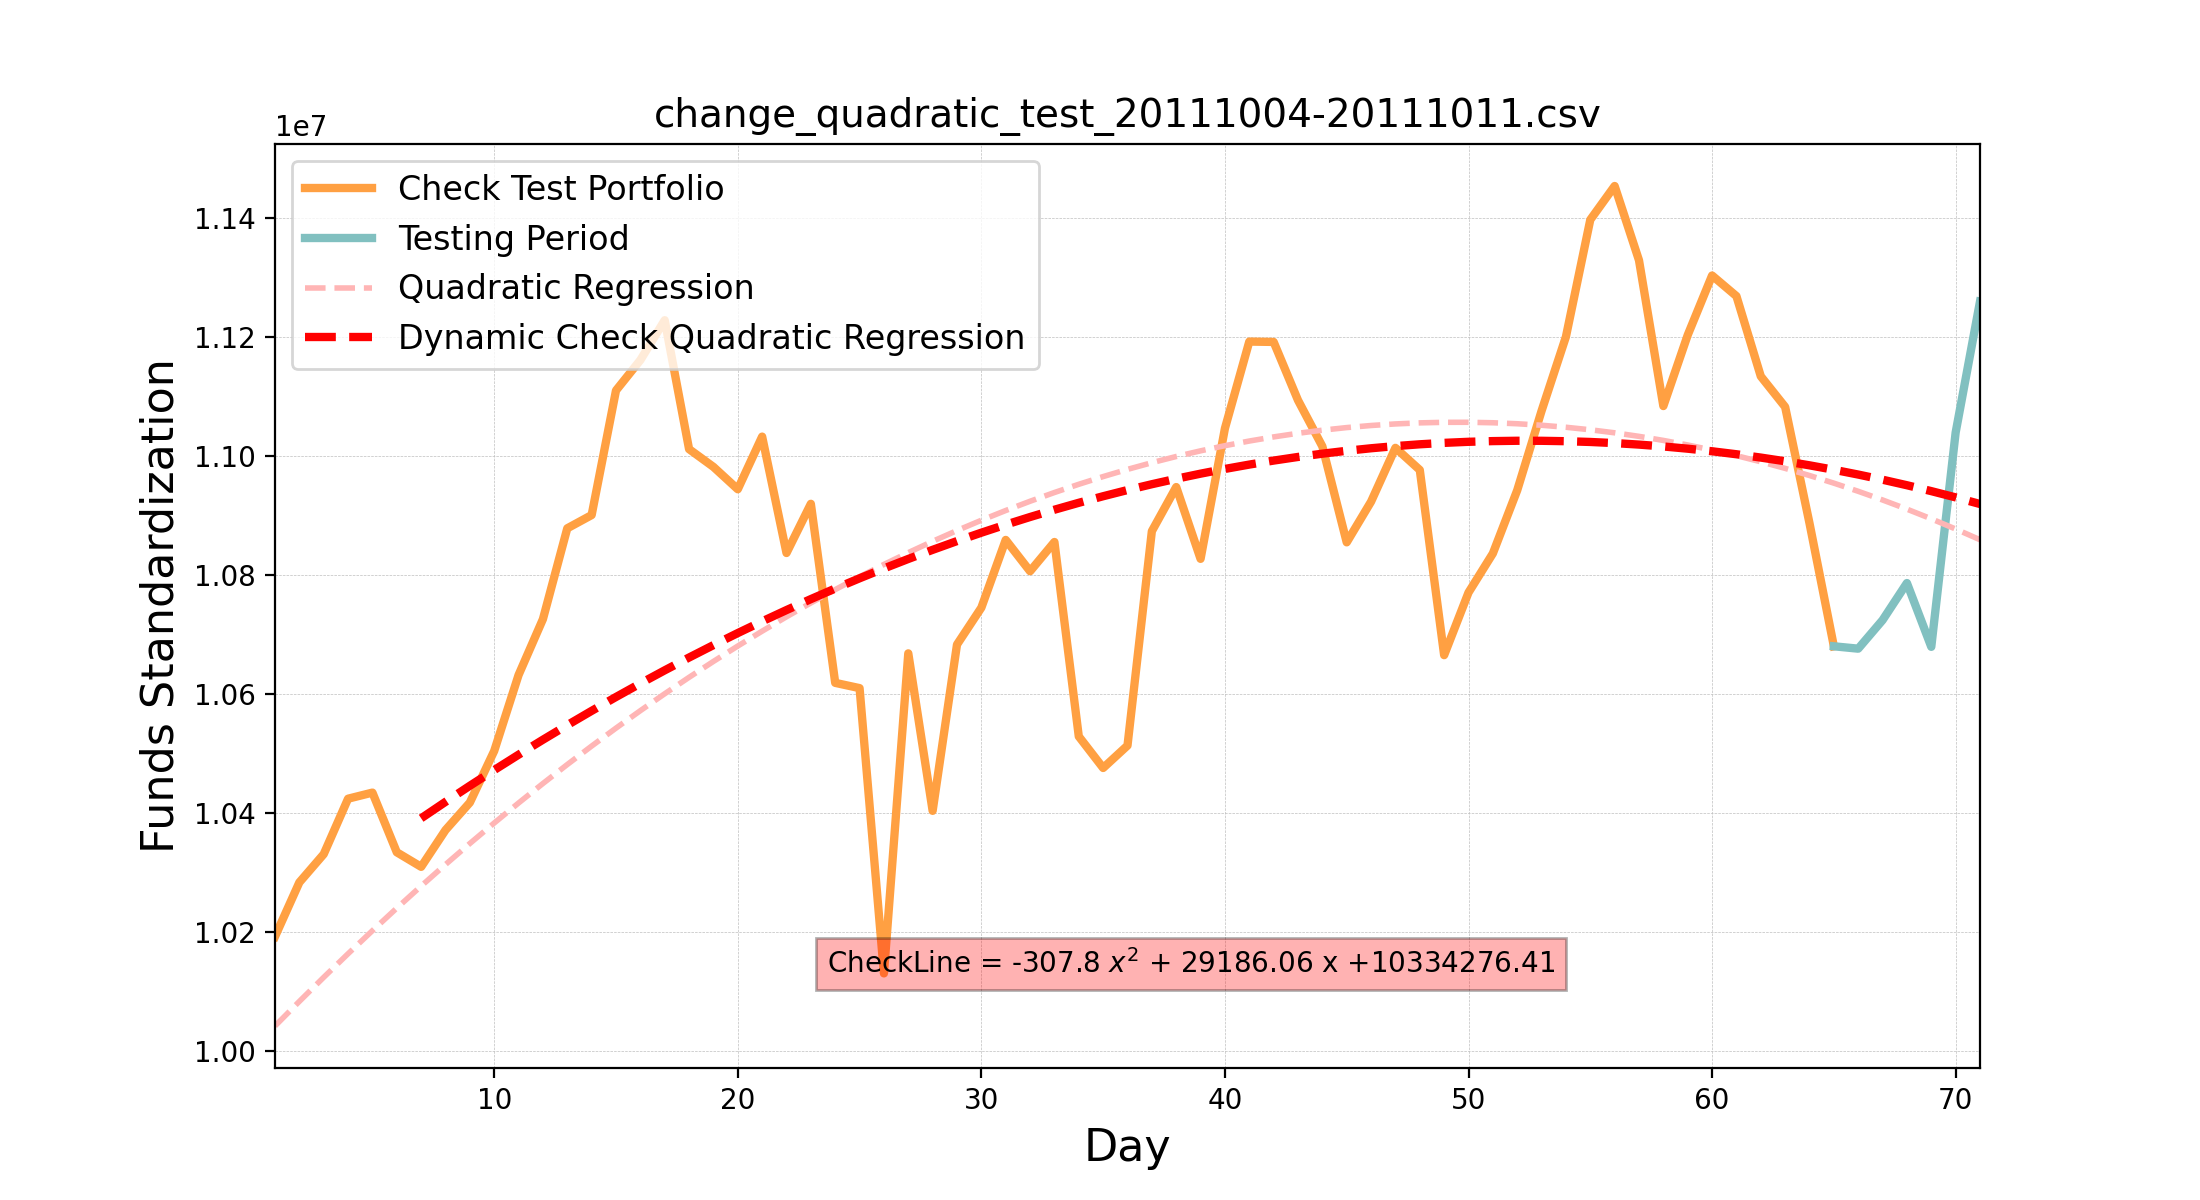 change_quadratic_test_20111004-20111011.csv
1e7
Check Test Portfolio
Testing Period
Quadratic Regression
Dynamic Check Quadratic Regression
Funds Standardization
1.14
1.12
1.10
1.08
1.06
1.04
1.02
1.00
CheckLine = -307.8 x² + 29186.06 x +10334276.41
10 20 30 40 50 60 70
Day